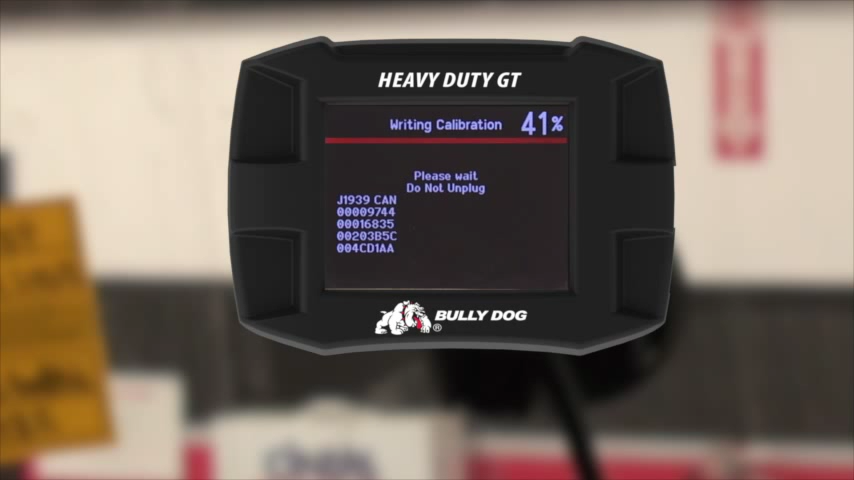 HEAVY DUTY GT
Writing Calibration 41%
Please wait
Do Not Unplug
J1939 CAN
00009744
00016835
00203B5C
004CD1AA
BULLY DOG
®